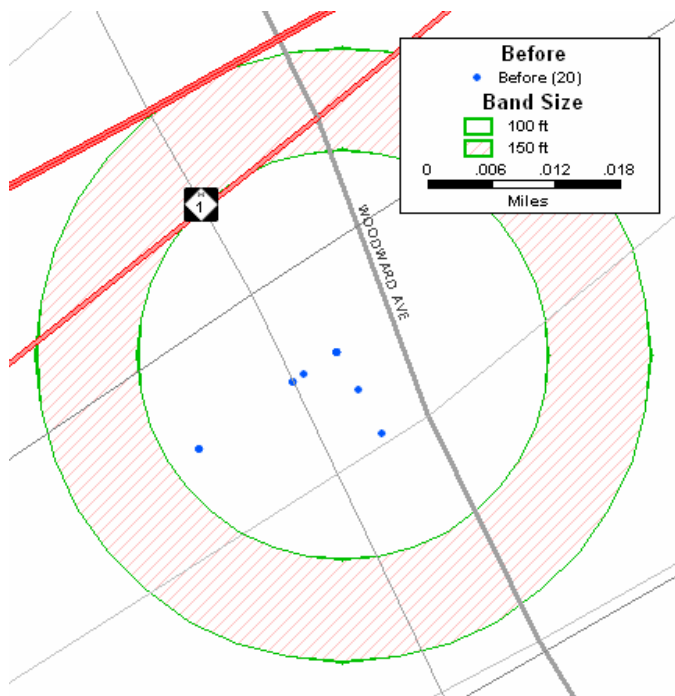 Before
Before (20)
Band Size
100 ft
150 ft
0 .006 .012 .018
Miles
M
1
WOODWARD AVE